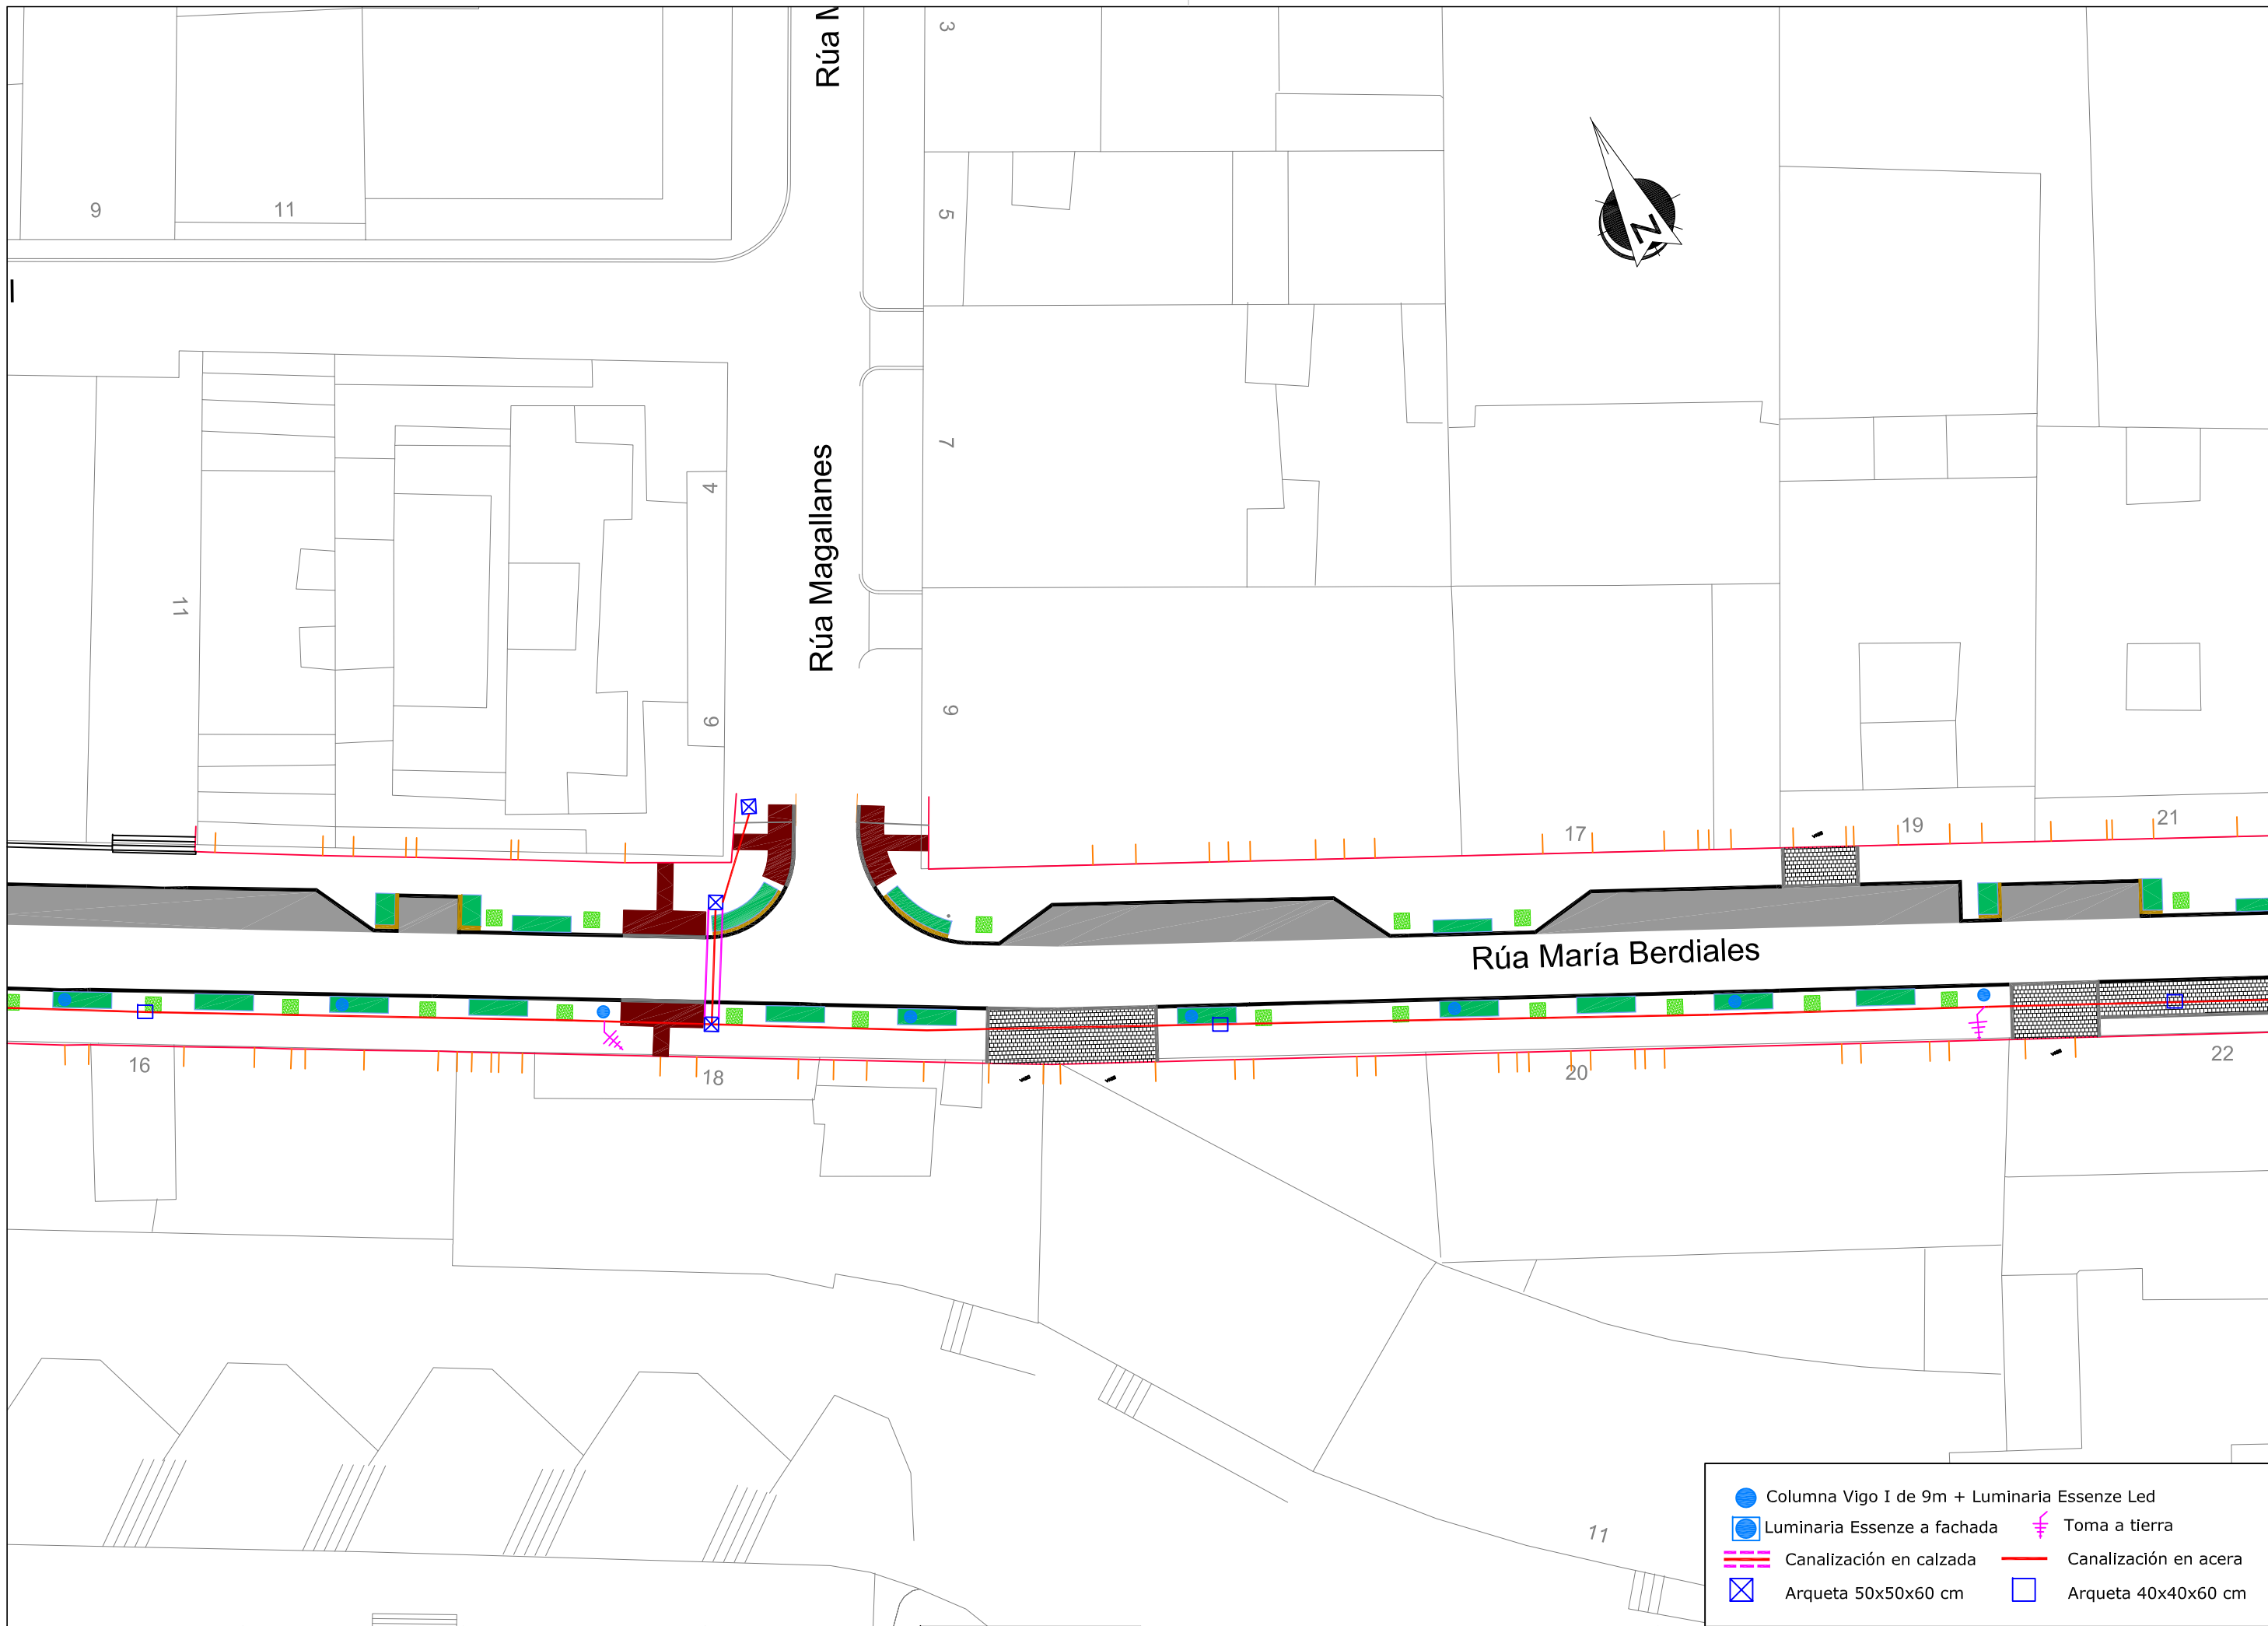 Rúa M
3
9
11
5
N
7
4
Rúa Magallanes
11
6
9
17
19
21
Rúa María Berdiales
16
18
20
22
11
Columna Vigo I de 9m + Luminaria Essenze Led
Luminaria Essenze a fachada
Toma a tierra
Canalización en calzada
Canalización en acera
Arqueta 50x50x60 cm
Arqueta 40x40x60 cm